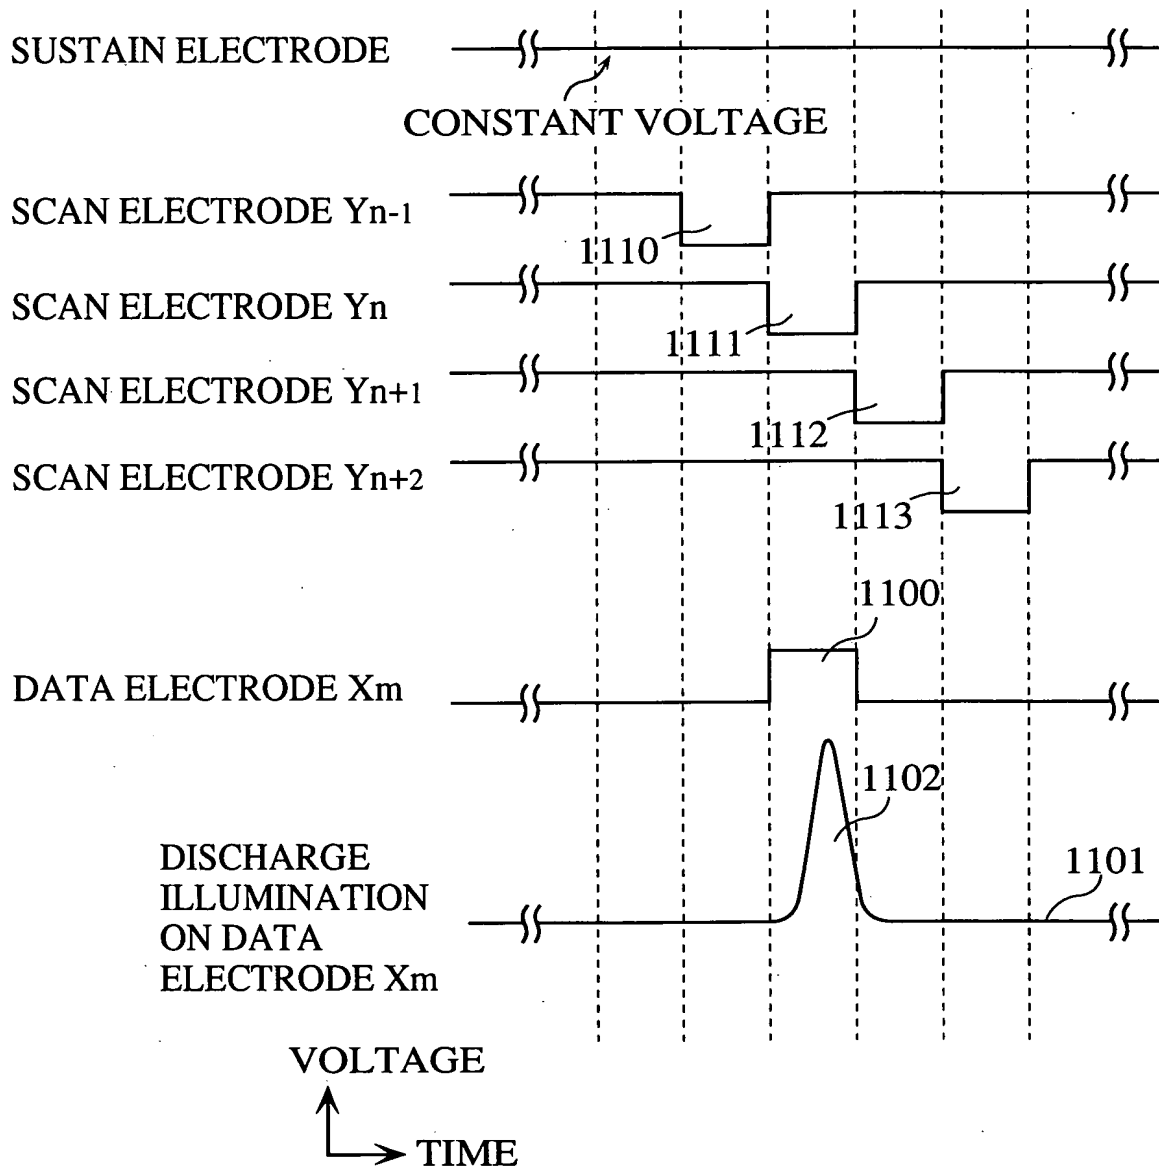 SUSTAIN ELECTRODE
CONSTANT VOLTAGE
SCAN ELECTRODE Yn-1
1110
SCAN ELECTRODE Yn
1111
SCAN ELECTRODE Yn+1
1112
SCAN ELECTRODE Yn+2
1113
1100
DATA ELECTRODE Xm
1102
1101
DISCHARGE
ILLUMINATION
ON DATA
ELECTRODE Xm
VOLTAGE
TIME